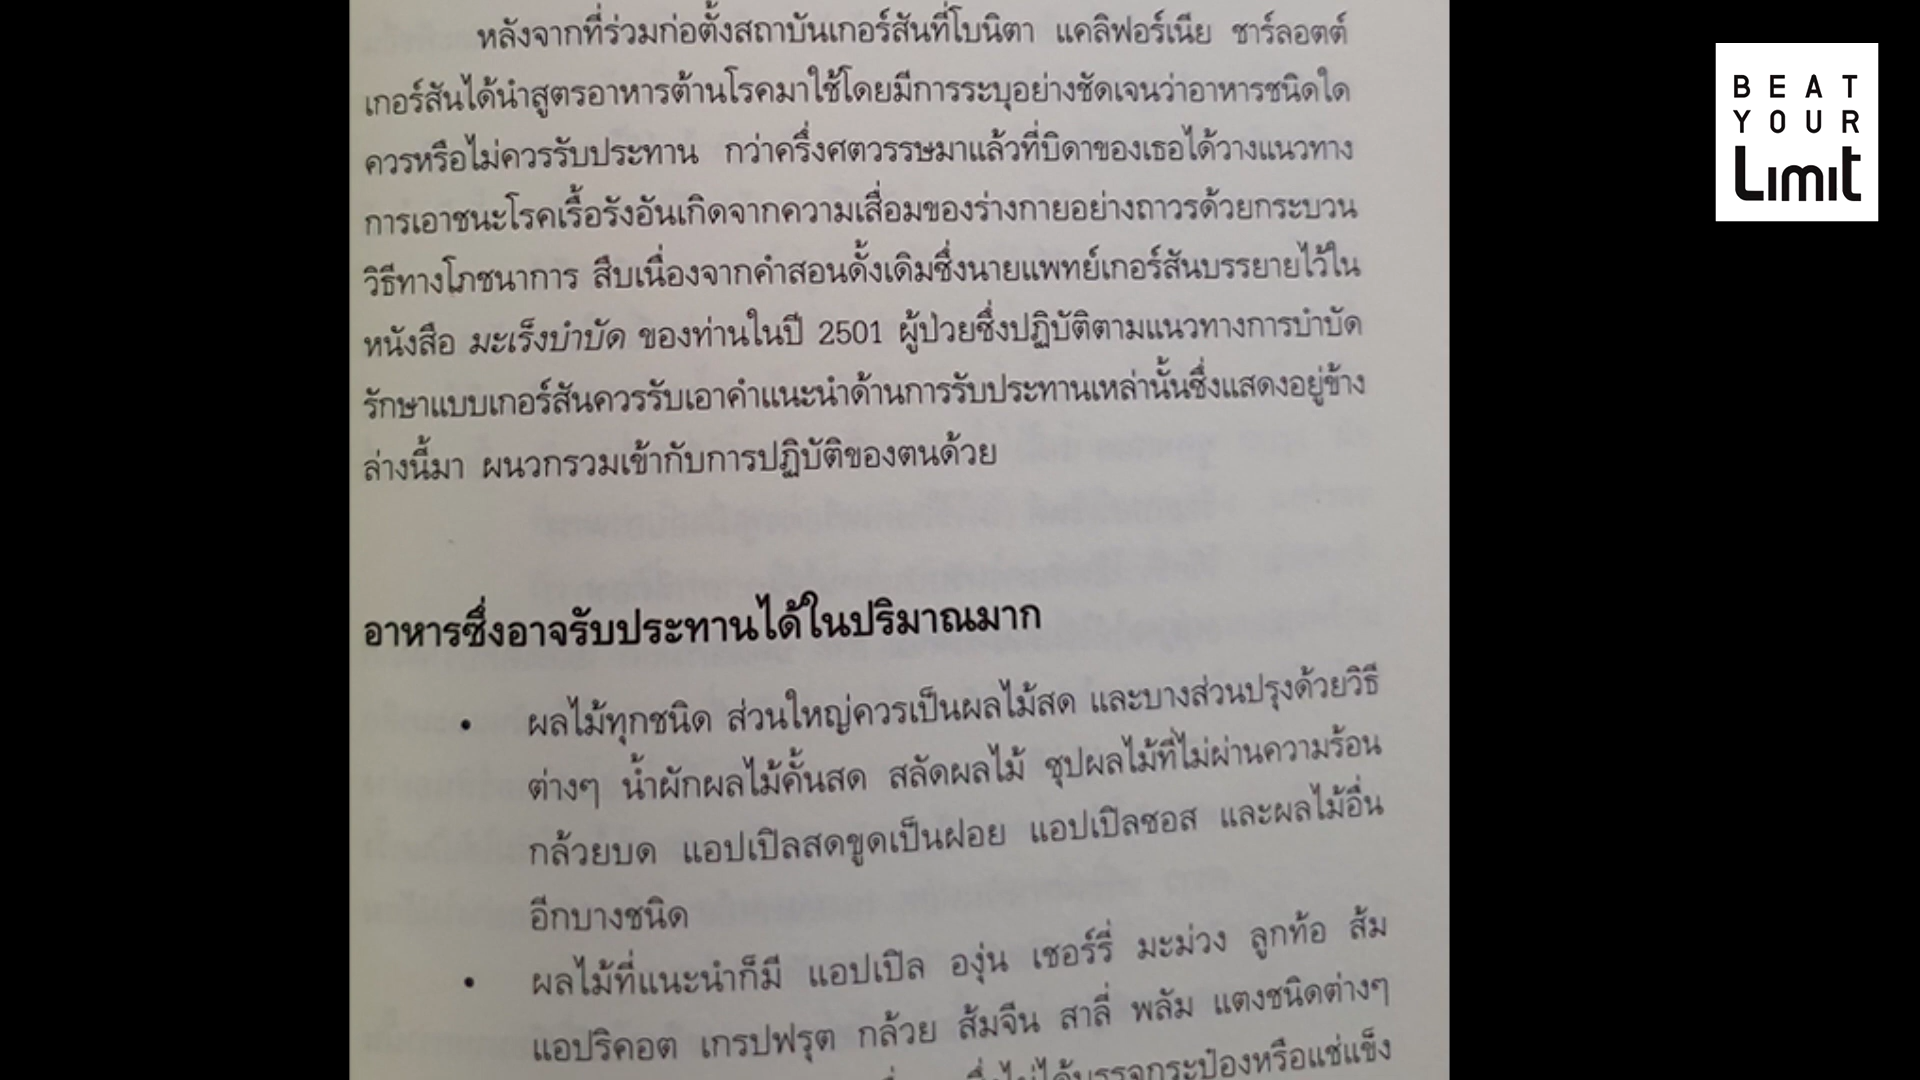 หลังจากที่ร่วมก่อตั้งสถาบันเกอร์สันที่โบนิตา แคลิฟอร์เนีย ชาร์ลอตต์
เกอร์สันได้นำสูตรอาหารต้านโรคมาใช้โดยมีการระบุอย่างชัดเจนว่าอาหารชนิดใด
ควรหรือไม่ควรรับประทาน กว่าครึ่งศตวรรษมาแล้วที่บิดาของเธอได้วางแนวทาง
การเอาชนะโรคเรื้อรังอันเกิดจากความเสื่อมของร่างกายอย่างถาวรด้วยกระบวน
วิธีทางโภชนาการ สืบเนื่องจากคำสอนดั้งเดิมซึ่งนายแพทย์เกอร์สันบรรยายไว้ใน
หนังสือ มะเร็งบำบัด ของท่านในปี 2501 ผู้ป่วยซึ่งปฏิบัติตามแนวทางการบำบัด
รักษาแบบเกอร์สันควรรับเอาคำแนะนำด้านการรับประทานเหล่านั้นซึ่งแสดงอยู่ข้าง
ล่างนี้มา ผนวกรวมเข้ากับการปฏิบัติของตนด้วย
อาหารซึ่งอาจรับประทานได้ในปริมาณมาก
• ผลไม้ทุกชนิด ส่วนใหญ่ควรเป็นผลไม้สด และบางส่วนปรุงด้วยวิธี
ต่างๆ น้ำผักผลไม้คั้นสด สลัดผลไม้ ซุปผลไม้ที่ไม่ผ่านความร้อน
กล้วยบด แอปเปิลสดขูดเป็นฝอย แอปเปิลซอส และผลไม้อื่น
อีกบางชนิด
• ผลไม้ที่แนะนำก็มี แอปเปิล องุ่น เชอร์รี่ มะม่วง ลูกท้อ ส้ม
แอปริคอต เกรปฟรุต กล้วย ส้มจีน สาลี่ พลัม แตงชนิดต่างๆ
ซึ่งไม่ได้บรรจุกระป๋องหรือแช่แข็ง
BEAT
YOUR
Limit